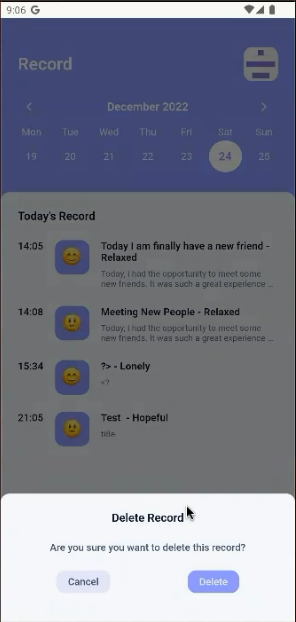 9:06 G
Record
December 2022
Mon Tue Wed Thu Fri Sat Sun
19 20 21 22 23 24 25
Today's Record
14:05
Today I am finally have a new friend -
Relaxed
Today, I had the opportunity to meet some
new friends. It was such a great experience ...
14:08
Meeting New People - Relaxed
Today, I had the opportunity to meet some
new friends. It was such a great experience ...
15:34
?> - Lonely
<?
21:05
Test - Hopeful
title
Delete Record
Are you sure you want to delete this record?
Cancel Delete